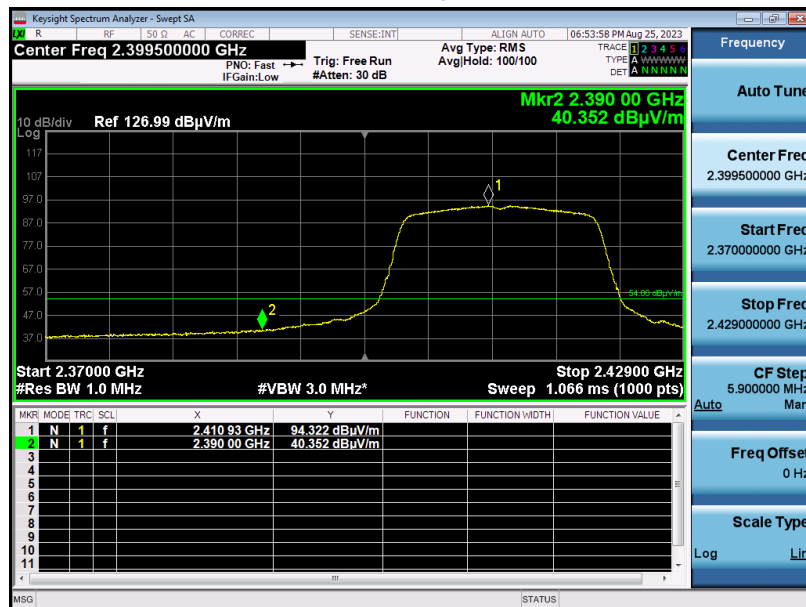 Keysight Spectrum Analyzer - Swept SA
LXI R RF 50 Ω AC CORREC SENSE:INT ALIGN AUTO 06:53:58 PM Aug 25, 2023
Center Freq 2.399500000 GHz
PNO: Fast
IFGain:Low
Trig: Free Run
#Atten: 30 dB
Avg Type: RMS
Avg|Hold: 100/100
TRACE 1 2 3 4 5 6
TYPE A WWWWW
DET A N N N N N
Mkr2 2.390 00 GHz
40.352 dBµV/m
10 dB/div Ref 126.99 dBµV/m
Log
117
107
97.0
87.0
77.0
67.0
57.0
47.0
37.0
1
2
54.00 dBµV/m
Start 2.37000 GHz Stop 2.42900 GHz
#Res BW 1.0 MHz #VBW 3.0 MHz* Sweep 1.066 ms (1000 pts)
MKR MODE TRC SCL X Y FUNCTION FUNCTION WIDTH FUNCTION VALUE
1 N 1 f 2.410 93 GHz 94.322 dBµV/m
2 N 1 f 2.390 00 GHz 40.352 dBµV/m
3
4
5
6
7
8
9
10
11
MSG STATUS
Frequency
Auto Tune
Center Freq
2.399500000 GHz
Start Freq
2.370000000 GHz
Stop Freq
2.429000000 GHz
CF Step
5.900000 MHz
Auto Man
Freq Offset
0 Hz
Scale Type
Log Lin